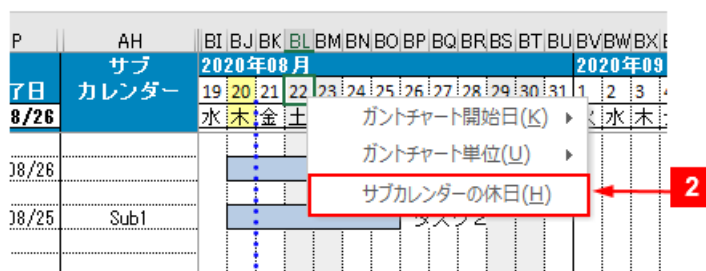 P AH BI BJ BK BL BM BN BO BP BQ BR BS BT BU BV BW BX
サブ 2020年08月 2020年09
了日 カレンダー 19 20 21 22 23 24 25 26 27 28 29 30 31 1 2 3
8/26 水 木 金 土 水 木
ガントチャート開始日(K)
ガントチャート単位(U)
08/26
サブカレンダーの休日(H)
2
08/25 Sub1 タスク2